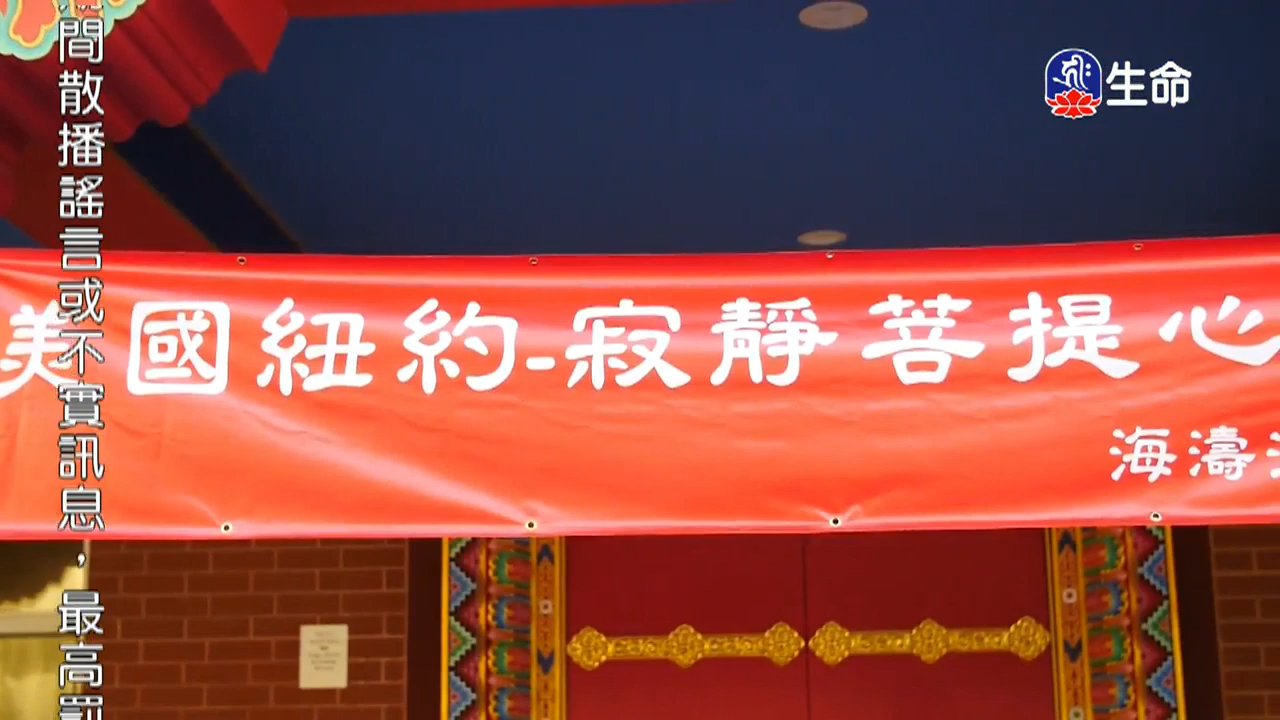 間散播謠言或不實訊息，最高罰
生命
美國紐約-寂靜菩提心
海濤